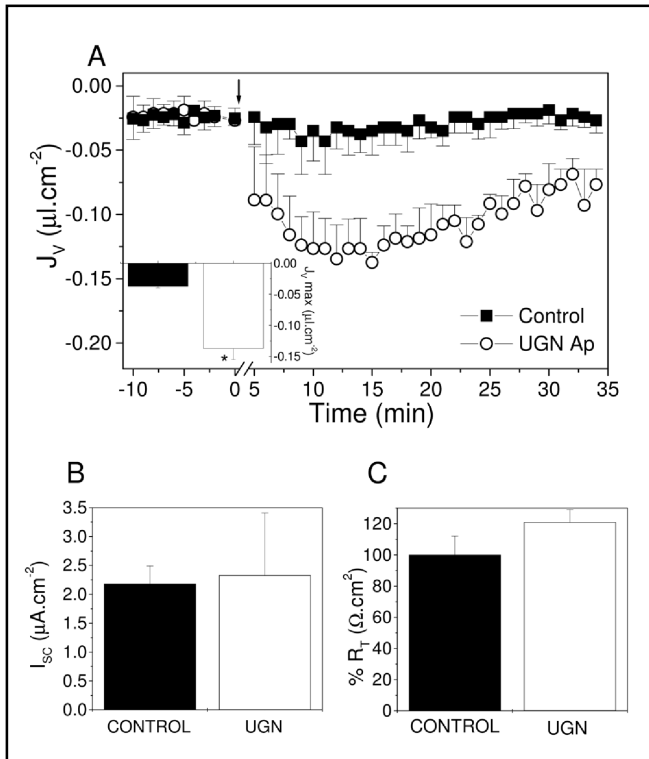 A
0.00
-0.05
-0.10
-0.15
-0.20
J_V (µl.cm⁻²)
0.00
-0.05
-0.10
-0.15
J_V max (µl.cm⁻²)
*
Control
UGN Ap
-10 -5 0 5 10 15 20 25 30 35
Time (min)
B
3.5
3.0
2.5
2.0
1.5
1.0
0.5
0.0
I_SC (µA.cm⁻²)
CONTROL UGN
C
120
100
80
60
40
20
0
% R_T (Ω.cm²)
CONTROL UGN